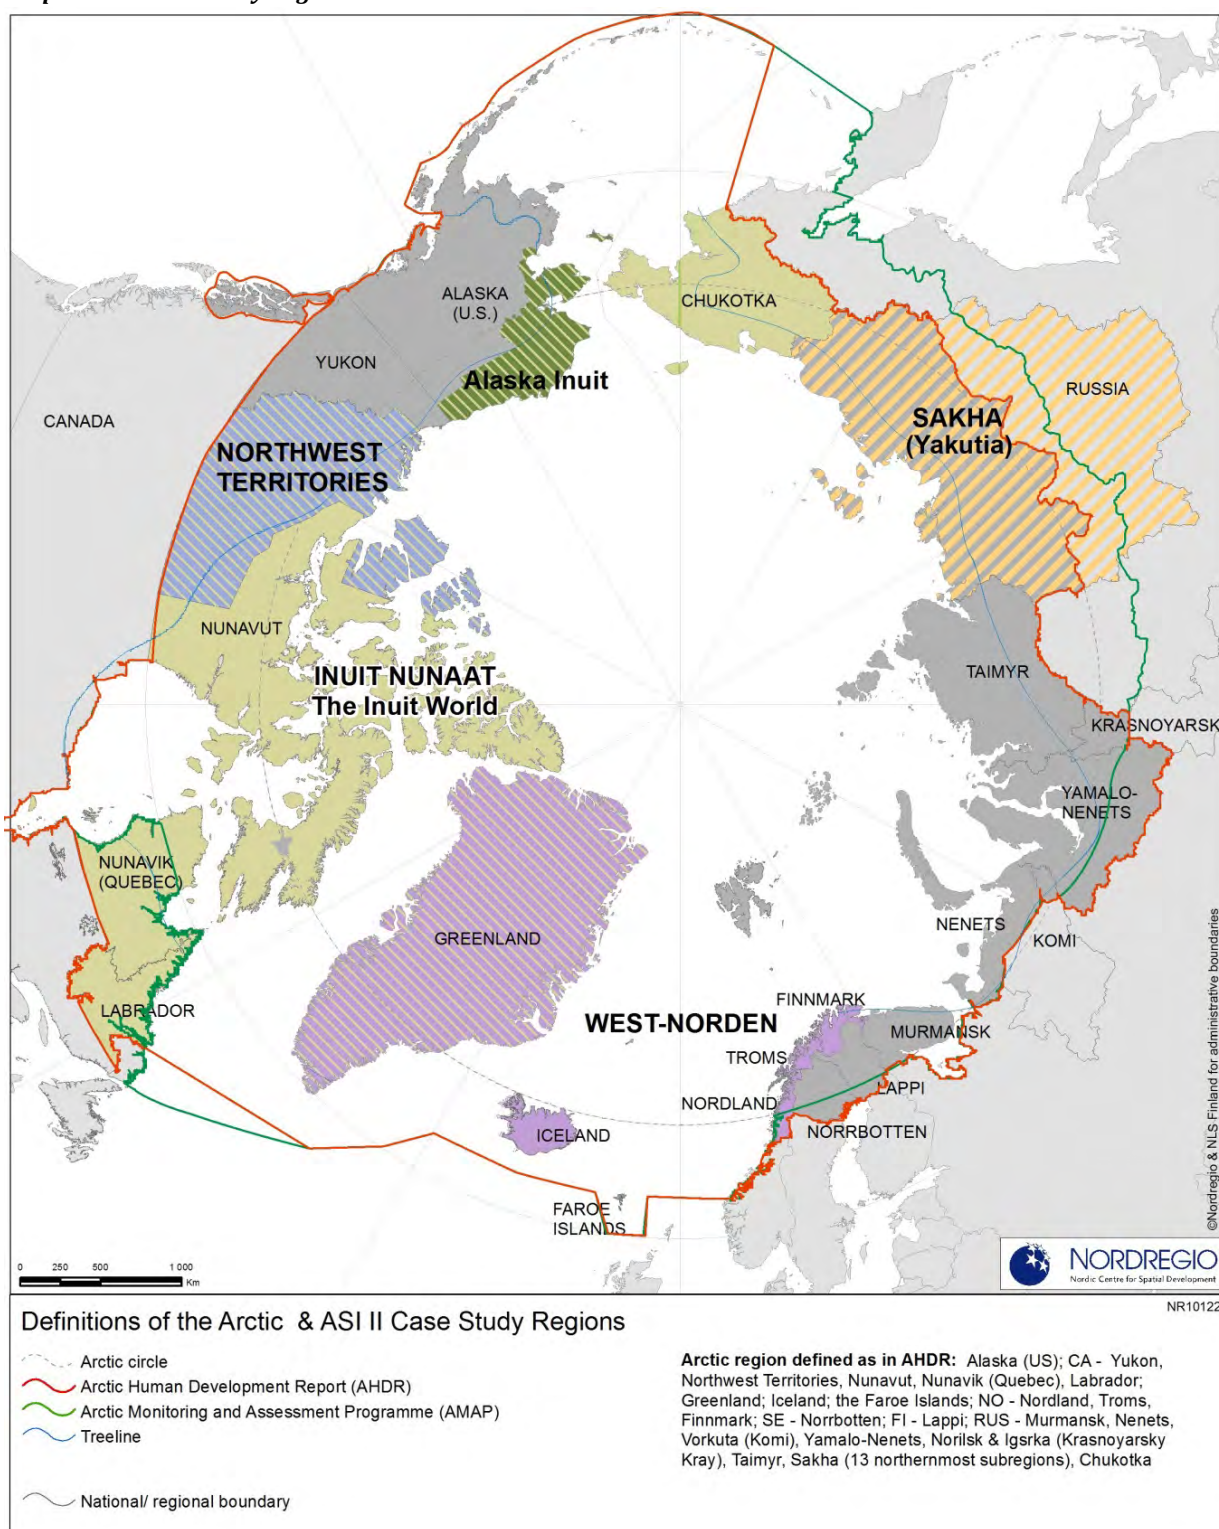 ALASKA
(U.S.)
CHUKOTKA
YUKON
Alaska Inuit
RUSSIA
CANADA
SAKHA
(Yakutia)
NORTHWEST
TERRITORIES
NUNAVUT
TAIMYR
INUIT NUNAAT
The Inuit World
KRASNOYARSK
YAMALO-
NENETS
NUNAVIK
(QUEBEC)
NENETS
GREENLAND
KOMI
FINNMARK
LABRADOR
WEST-NORDEN
MURMANSK
TROMS
LAPPI
NORDLAND
ICELAND
NORRBOTTEN
FAROE
ISLANDS
©Nordregio & NLS Finland for administrative boundaries
0 250 500 1 000
Km
NORDREGIO
Nordic Centre for Spatial Development
NR10122
Definitions of the Arctic & ASI II Case Study Regions
Arctic circle
Arctic Human Development Report (AHDR)
Arctic Monitoring and Assessment Programme (AMAP)
Treeline
National/ regional boundary
Arctic region defined as in AHDR: Alaska (US); CA - Yukon,
Northwest Territories, Nunavut, Nunavik (Quebec), Labrador;
Greenland; Iceland; the Faroe Islands; NO - Nordland, Troms,
Finnmark; SE - Norrbotten; FI - Lappi; RUS - Murmansk, Nenets,
Vorkuta (Komi), Yamalo-Nenets, Norilsk & Igsrka (Krasnoyarsky
Kray), Taimyr, Sakha (13 northernmost subregions), Chukotka